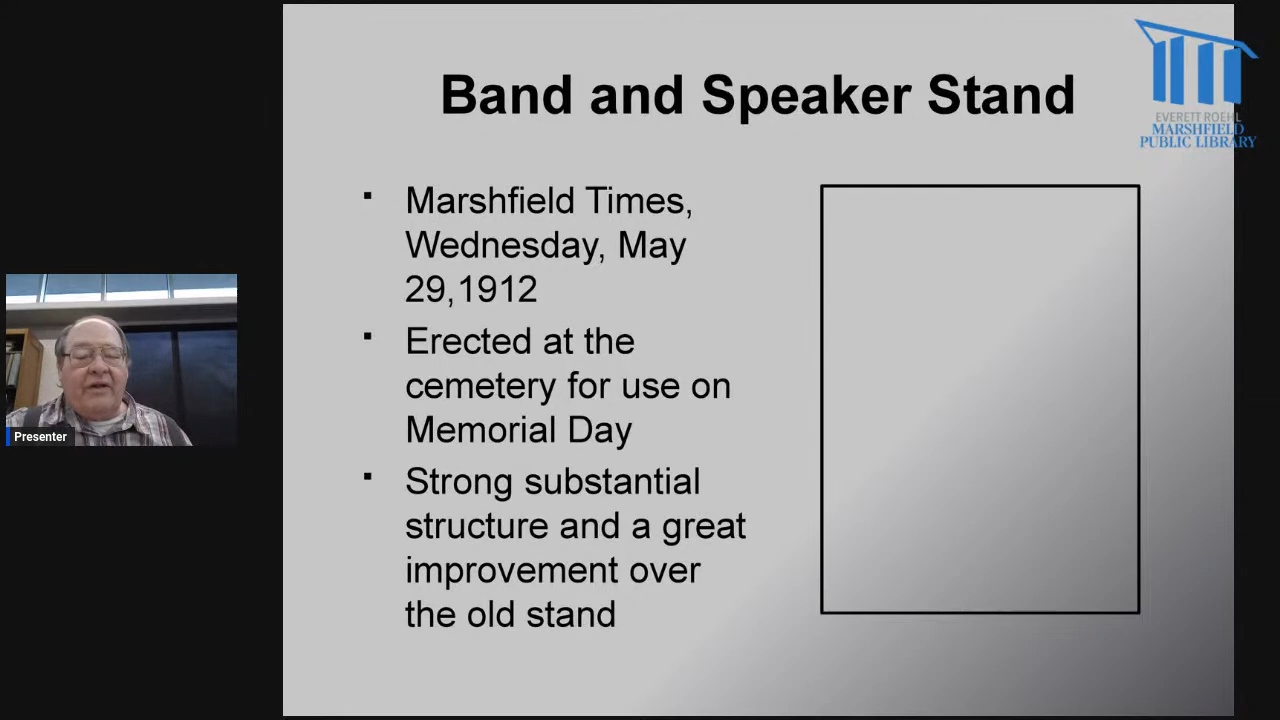 Band and Speaker Stand
EVERETT ROEHL
MARSHFIELD
PUBLIC LIBRARY
Marshfield Times,
Wednesday, May
29,1912
Erected at the
cemetery for use on
Memorial Day
Strong substantial
structure and a great
improvement over
the old stand
Presenter